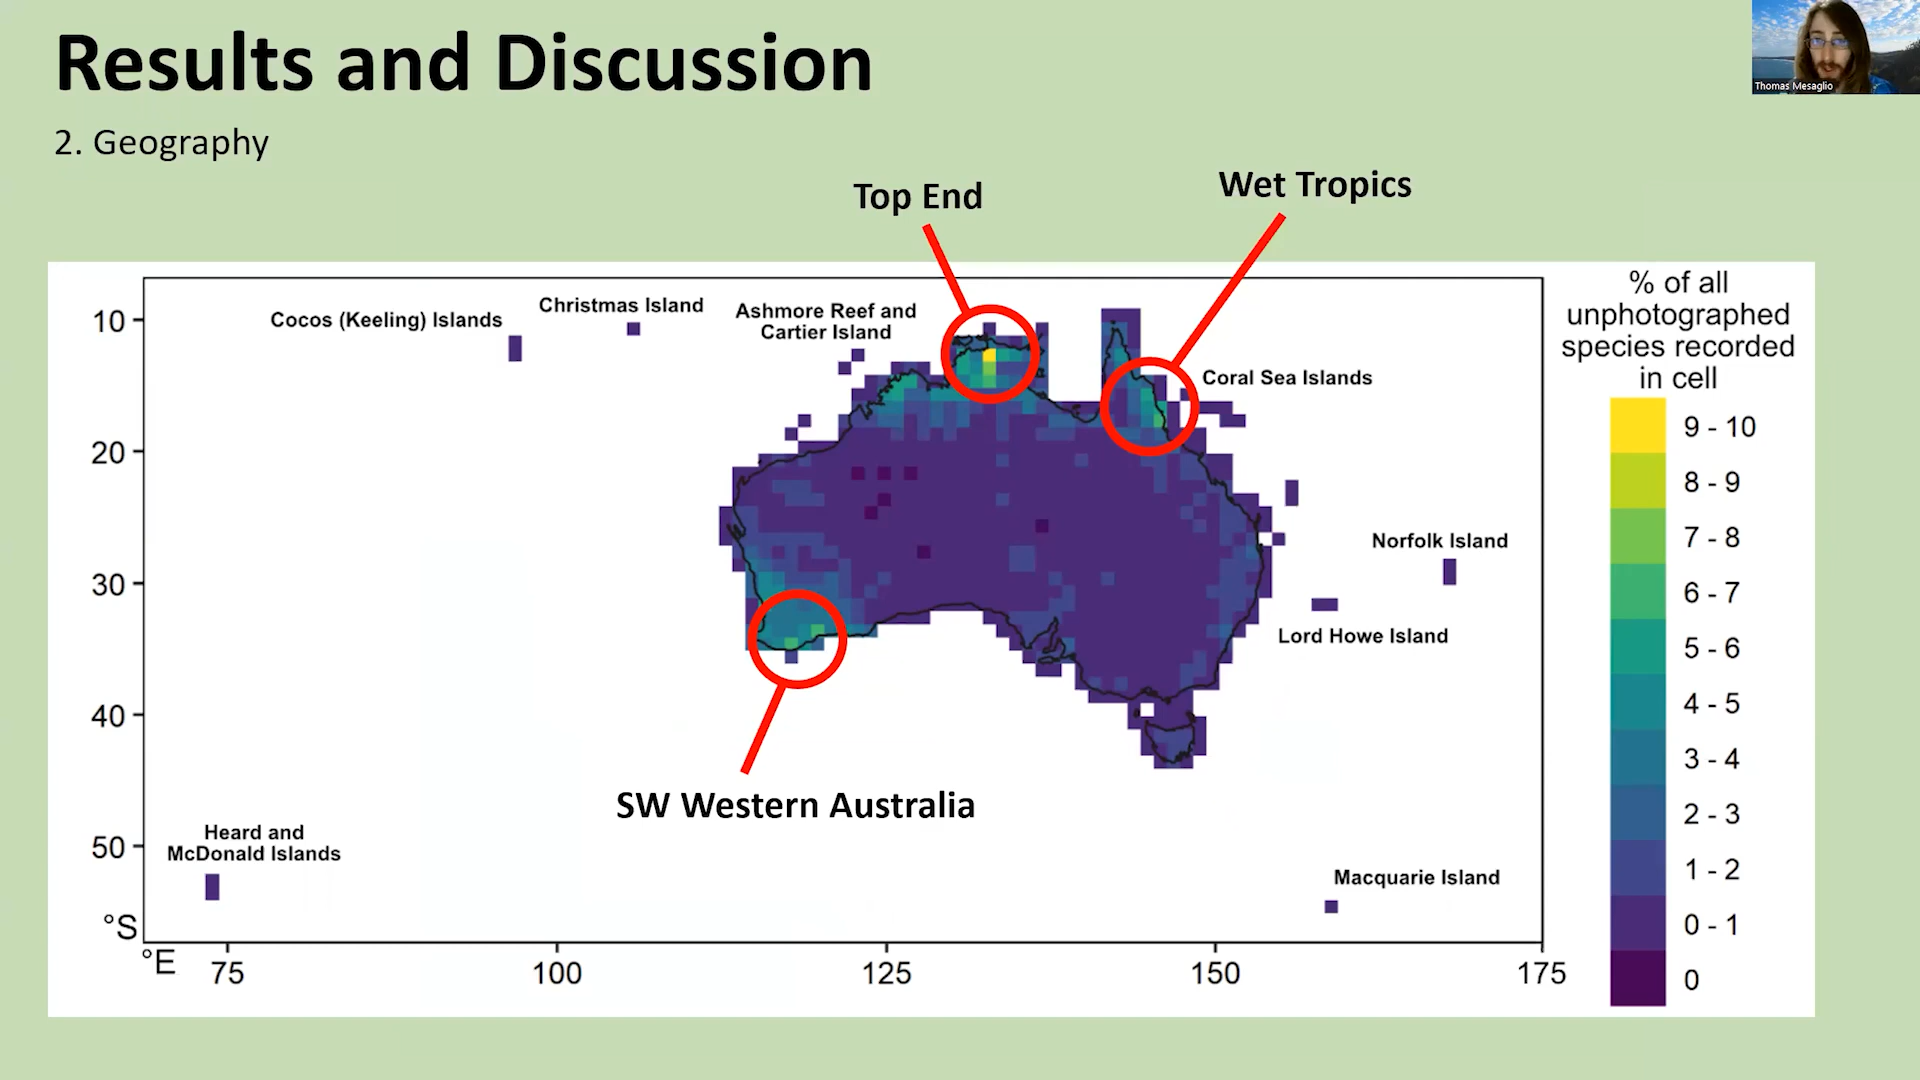 Results and Discussion
Thomas Mesaglio
2. Geography
Top End
Wet Tropics
% of all
unphotographed
species recorded
in cell
Cocos (Keeling) Islands
Christmas Island
Ashmore Reef and
Cartier Island
Coral Sea Islands
Norfolk Island
Lord Howe Island
SW Western Australia
Heard and
McDonald Islands
Macquarie Island
10
20
30
40
50
°S
°E
75
100
125
150
175
9 - 10
8 - 9
7 - 8
6 - 7
5 - 6
4 - 5
3 - 4
2 - 3
1 - 2
0 - 1
0